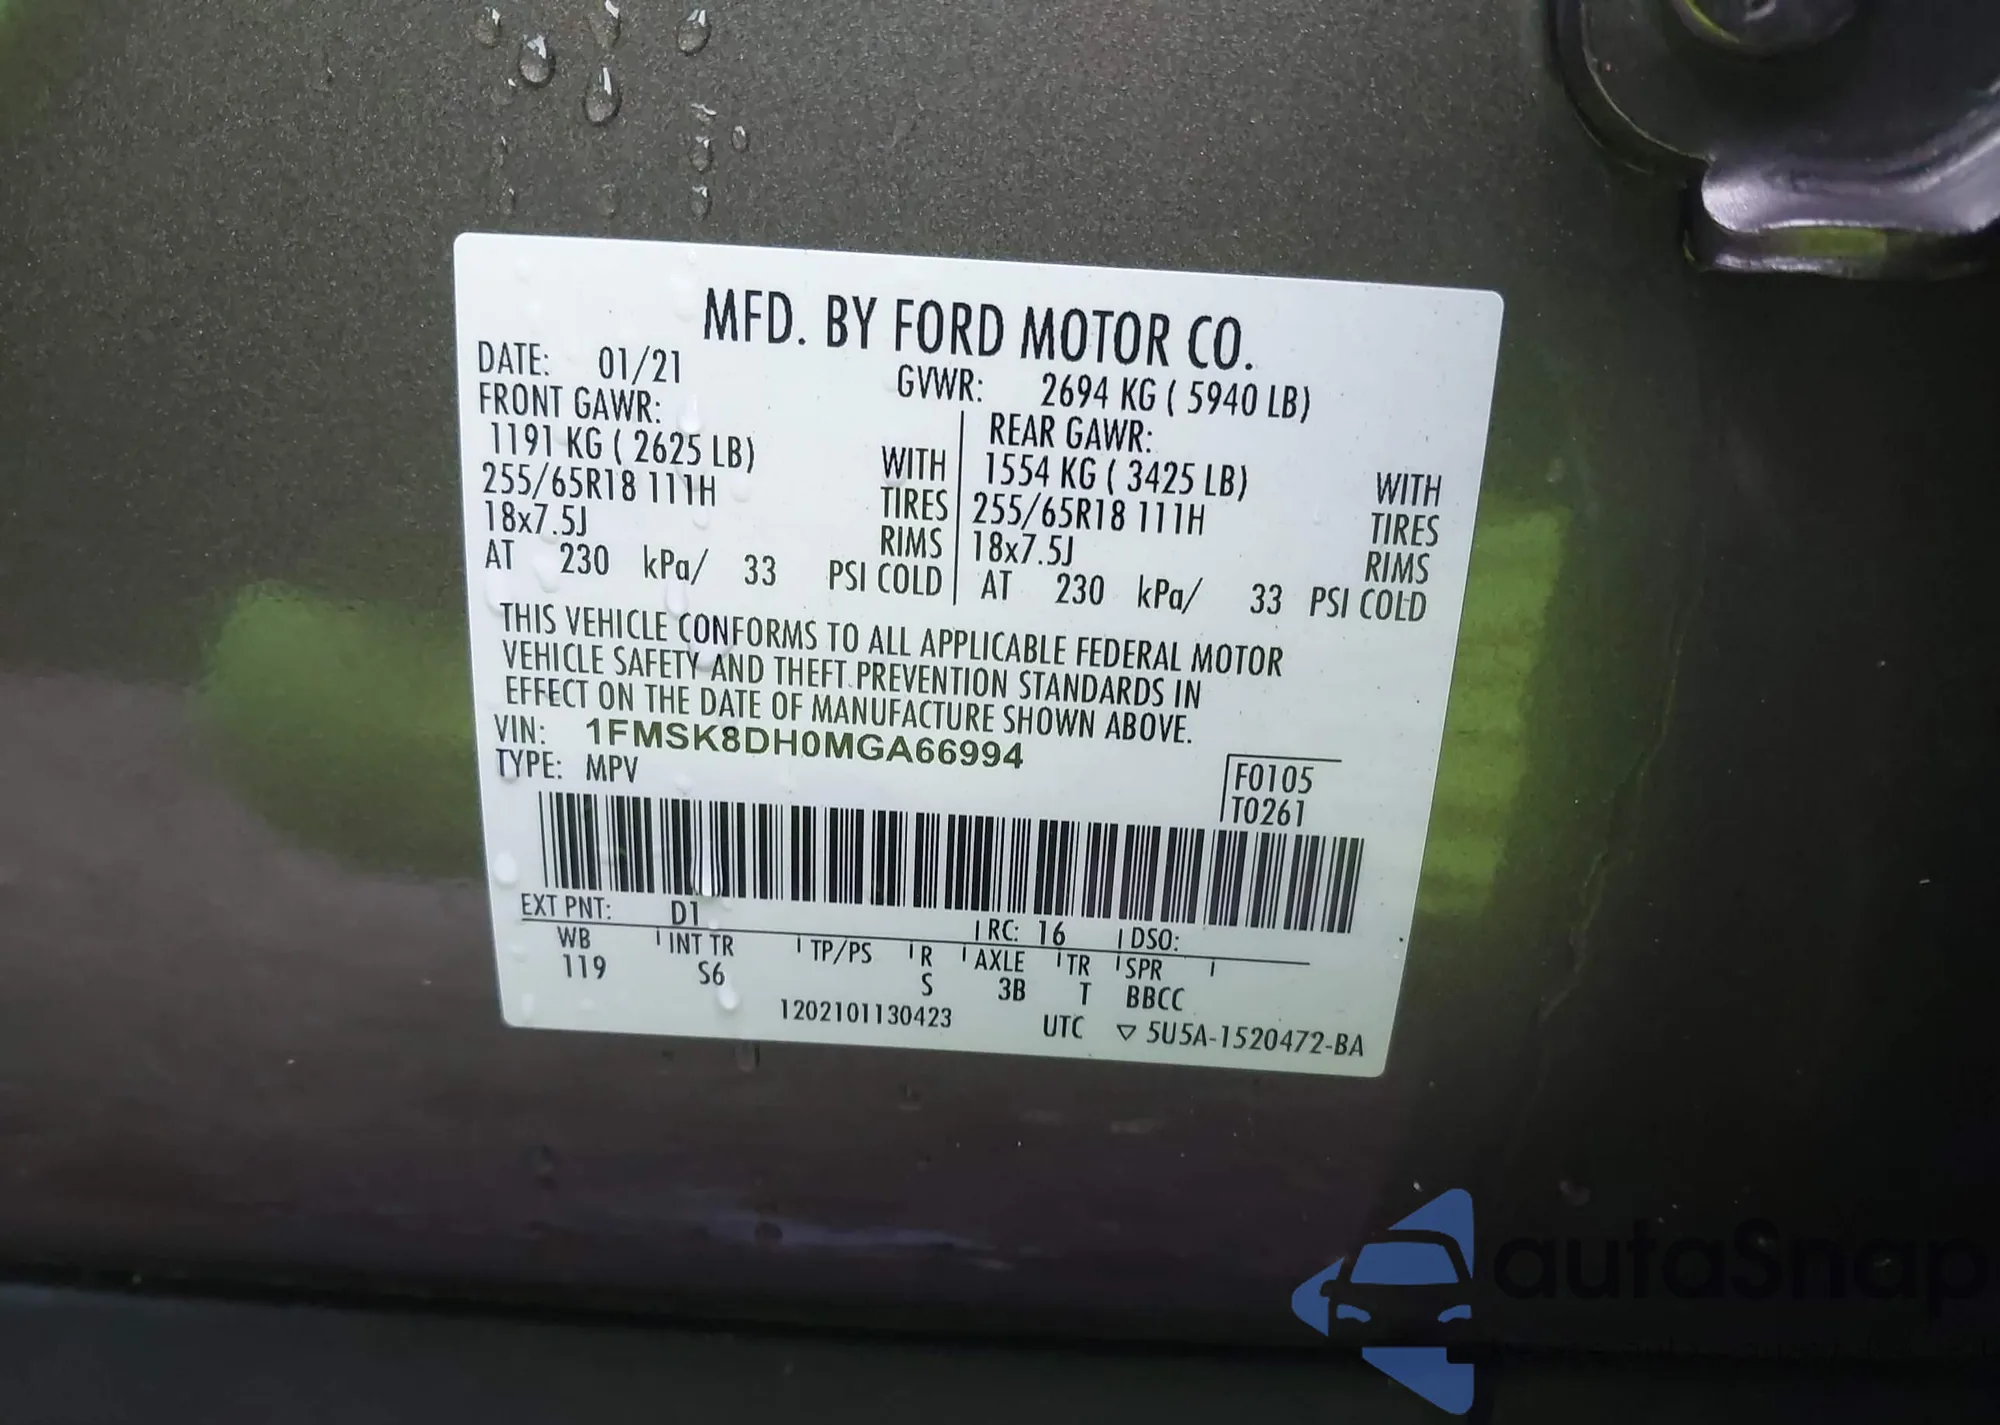 MFD. BY FORD MOTOR CO.
DATE: 01/21 GVWR: 2694 KG ( 5940 LB)
FRONT GAWR: REAR GAWR:
1191 KG ( 2625 LB) WITH 1554 KG ( 3425 LB) WITH
255/65R18 111H TIRES 255/65R18 111H TIRES
18x7.5J RIMS 18x7.5J RIMS
AT 230 kPa/ 33 PSI COLD AT 230 kPa/ 33 PSI COLD
THIS VEHICLE CONFORMS TO ALL APPLICABLE FEDERAL MOTOR
VEHICLE SAFETY AND THEFT PREVENTION STANDARDS IN
EFFECT ON THE DATE OF MANUFACTURE SHOWN ABOVE.
VIN: 1FMSK8DH0MGA66994
TYPE: MPV
F0105
T0261
EXT PNT: D1 RC: 16 DSO:
WB INT TR TP/PS R AXLE TR SPR
119 S6 S 3B T BBCC
1202101130423 UTC ▽ 5U5A-1520472-BA
autaSnap